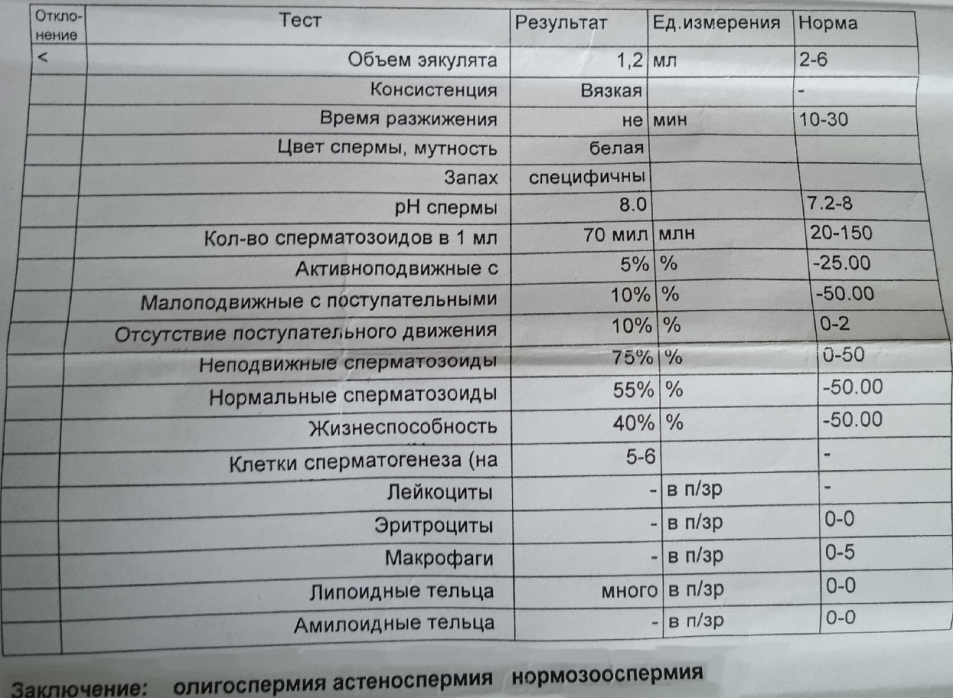 Откло-нение Тест Результат Ед.измерения Норма
< Объем эякулята 1,2 мл 2-6
Консистенция Вязкая -
Время разжижения не мин 10-30
Цвет спермы, мутность белая
Запах специфичны
pH спермы 8.0 7.2-8
Кол-во сперматозоидов в 1 мл 70 мил млн 20-150
Активноподвижные с 5% % -25.00
Малоподвижные с поступательными 10% % -50.00
Отсутствие поступательного движения 10% % 0-2
Неподвижные сперматозоиды 75% % 0-50
Нормальные сперматозоиды 55% % -50.00
Жизнеспособность 40% % -50.00
Клетки сперматогенеза (на 5-6 -
Лейкоциты - в п/зр -
Эритроциты - в п/зр 0-0
Макрофаги - в п/зр 0-5
Липоидные тельца много в п/зр 0-0
Амилоидные тельца - в п/зр 0-0
Заключение: олигоспермия астеноспермия нормозооспермия